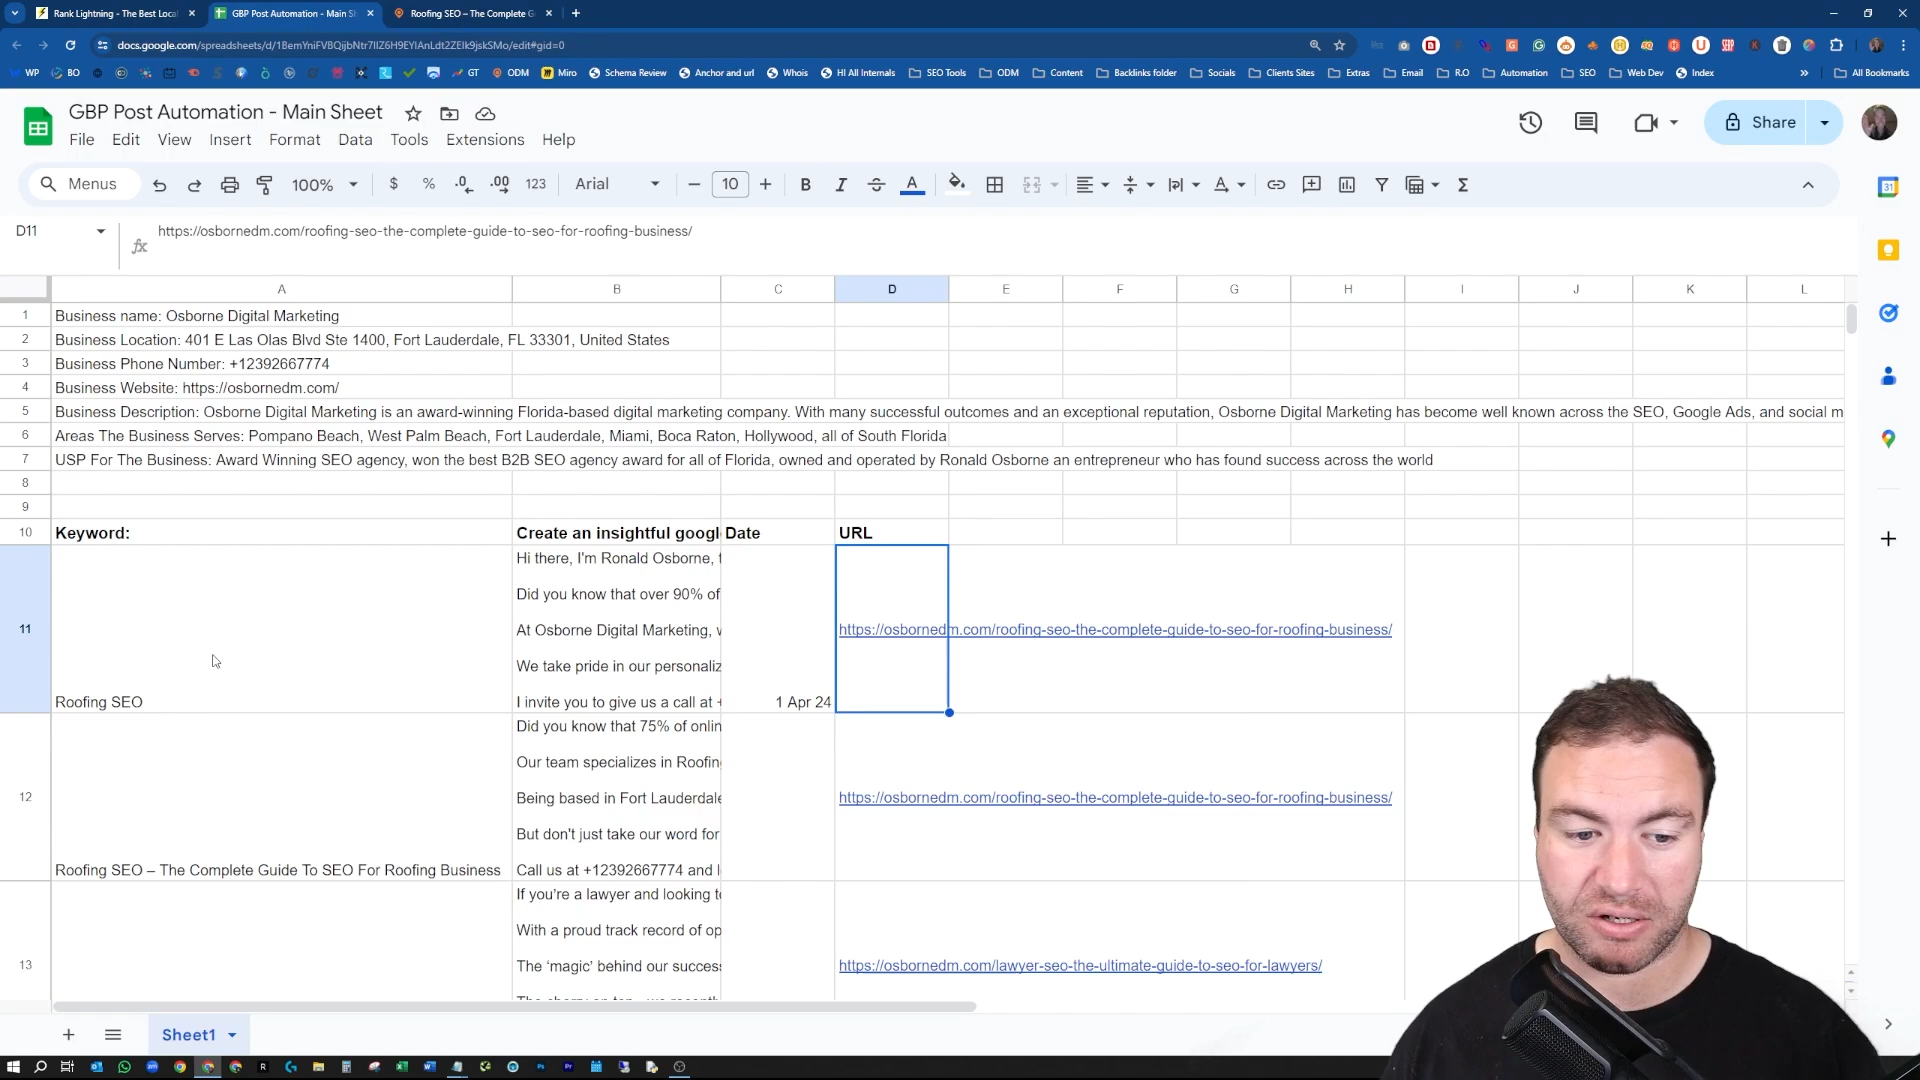 Rank Lightning - The Best Local
GBP Post Automation - Main S
Roofing SEO – The Complete G
docs.google.com/spreadsheets/d/1BemYniFVBQijbNtr7IlZ6H9EYIAnLdt2ZEIk9jskSMo/edit#gid=0
WP
BO
GT
ODM
Miro
Schema Review
Anchor and url
Whois
HI All Internals
SEO Tools
ODM
Content
Backlinks folder
Socials
Clients Sites
Extras
Email
R.O
Automation
SEO
Web Dev
Index
All Bookmarks
GBP Post Automation - Main Sheet
File Edit View Insert Format Data Tools Extensions Help
Share
Menus 100% $ % .0 .00 123 Arial 10 B I A
D11
fx
https://osbornedm.com/roofing-seo-the-complete-guide-to-seo-for-roofing-business/
A B C D E F G H I J K L
1 Business name: Osborne Digital Marketing
2 Business Location: 401 E Las Olas Blvd Ste 1400, Fort Lauderdale, FL 33301, United States
3 Business Phone Number: +12392667774
4 Business Website: https://osbornedm.com/
5 Business Description: Osborne Digital Marketing is an award-winning Florida-based digital marketing company. With many successful outcomes and an exceptional reputation, Osborne Digital Marketing has become well known across the SEO, Google Ads, and social m
6 Areas The Business Serves: Pompano Beach, West Palm Beach, Fort Lauderdale, Miami, Boca Raton, Hollywood, all of South Florida
7 USP For The Business: Award Winning SEO agency, won the best B2B SEO agency award for all of Florida, owned and operated by Ronald Osborne an entrepreneur who has found success across the world
8
9
10 Keyword: Create an insightful googl Date URL
Hi there, I'm Ronald Osborne, t
Did you know that over 90% of
11 At Osborne Digital Marketing, w https://osbornedm.com/roofing-seo-the-complete-guide-to-seo-for-roofing-business/
We take pride in our personaliz
Roofing SEO I invite you to give us a call at + 1 Apr 24
Did you know that 75% of onlin
Our team specializes in Roofin
12 Being based in Fort Lauderdale https://osbornedm.com/roofing-seo-the-complete-guide-to-seo-for-roofing-business/
But don't just take our word for
Roofing SEO – The Complete Guide To SEO For Roofing Business Call us at +12392667774 and l
If you're a lawyer and looking to
With a proud track record of op
13 The 'magic' behind our success https://osbornedm.com/lawyer-seo-the-ultimate-guide-to-seo-for-lawyers/
Sheet1